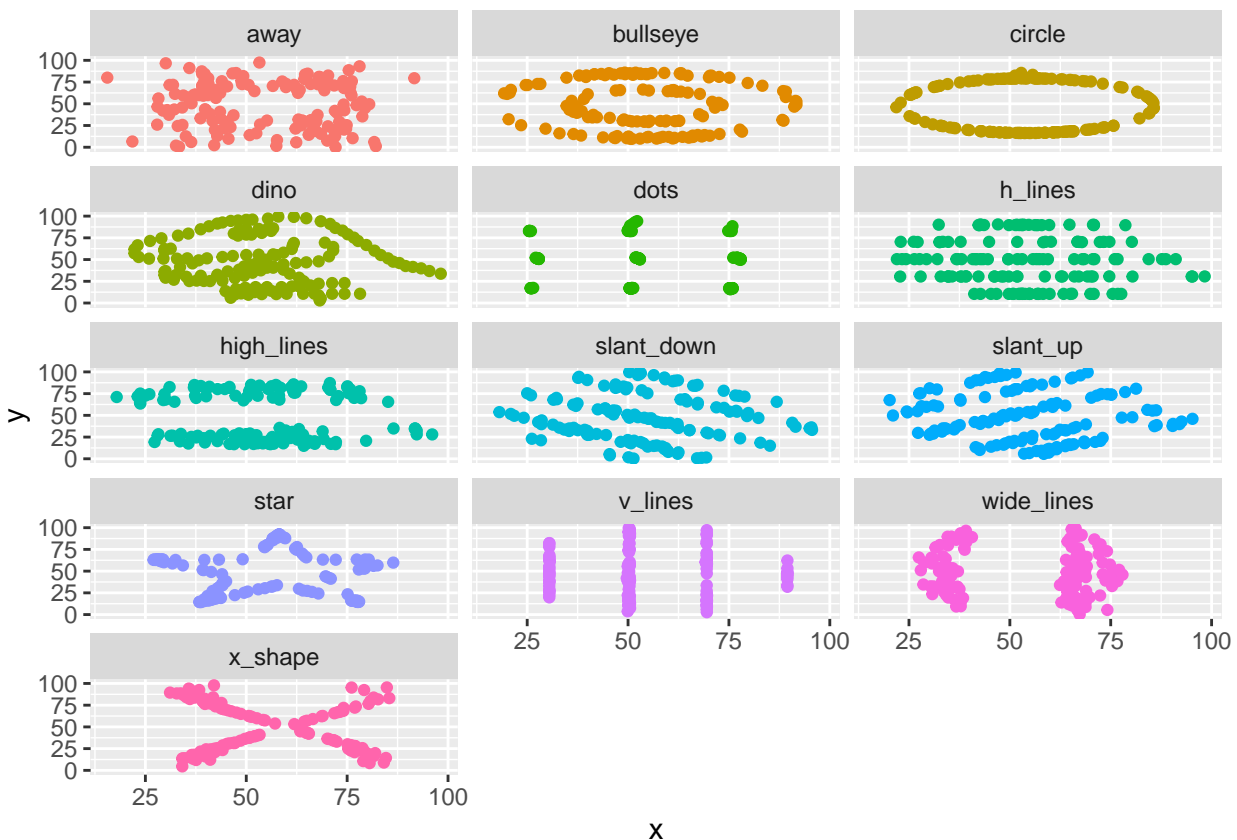 away bullseye circle
100
75
50
25
0
dino dots h_lines
100
75
50
25
0
high_lines slant_down slant_up
100
75
50
25
0
y
star v_lines wide_lines
100
75
50
25
0
25 50 75 100 25 50 75 100
x_shape
100
75
50
25
0
25 50 75 100
x